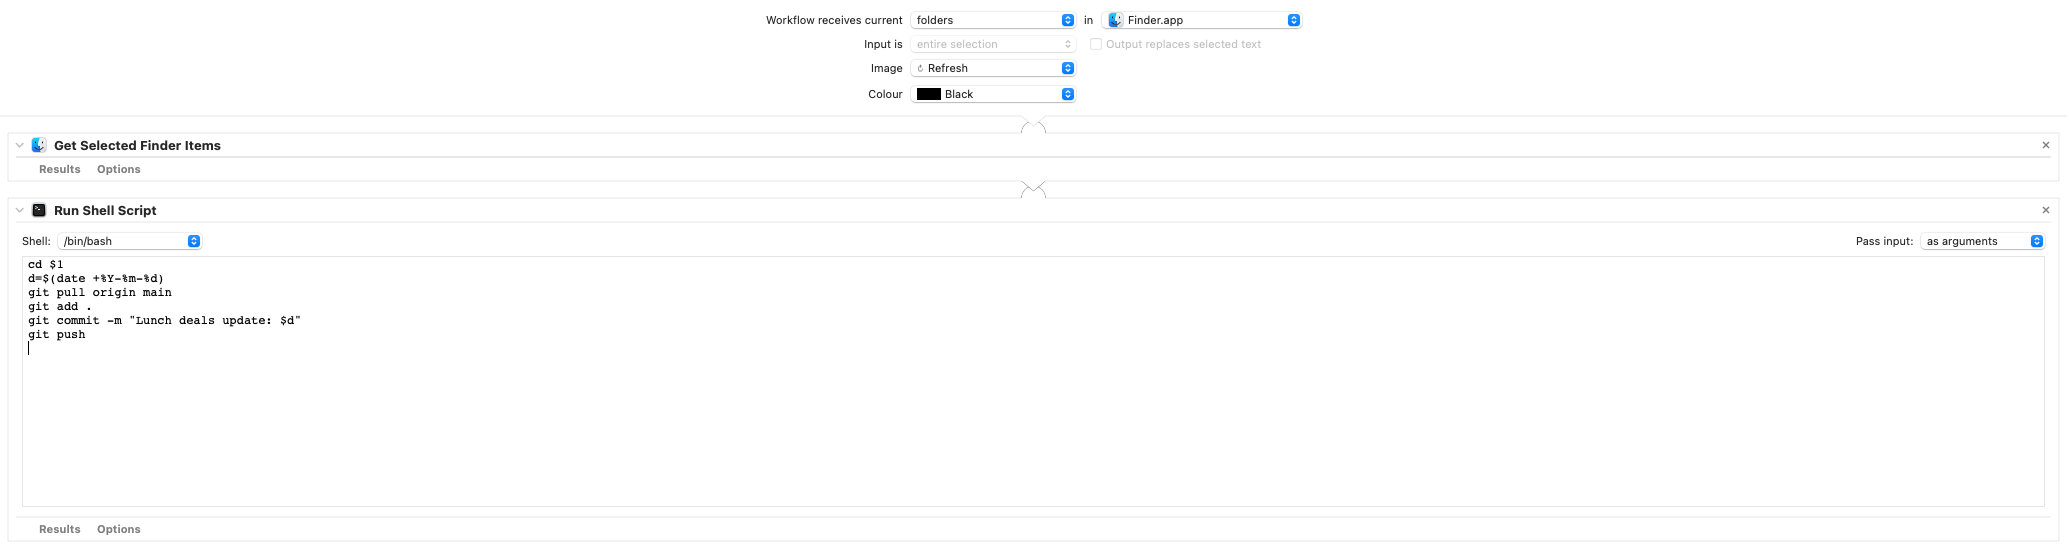 Workflow receives current folders in Finder.app
Input is entire selection Output replaces selected text
Image Refresh
Colour Black
Get Selected Finder Items
Results Options
Run Shell Script
Shell: /bin/bash Pass input: as arguments
cd $1
d=$(date +%Y-%m-%d)
git pull origin main
git add .
git commit -m "Lunch deals update: $d"
git push
Results Options